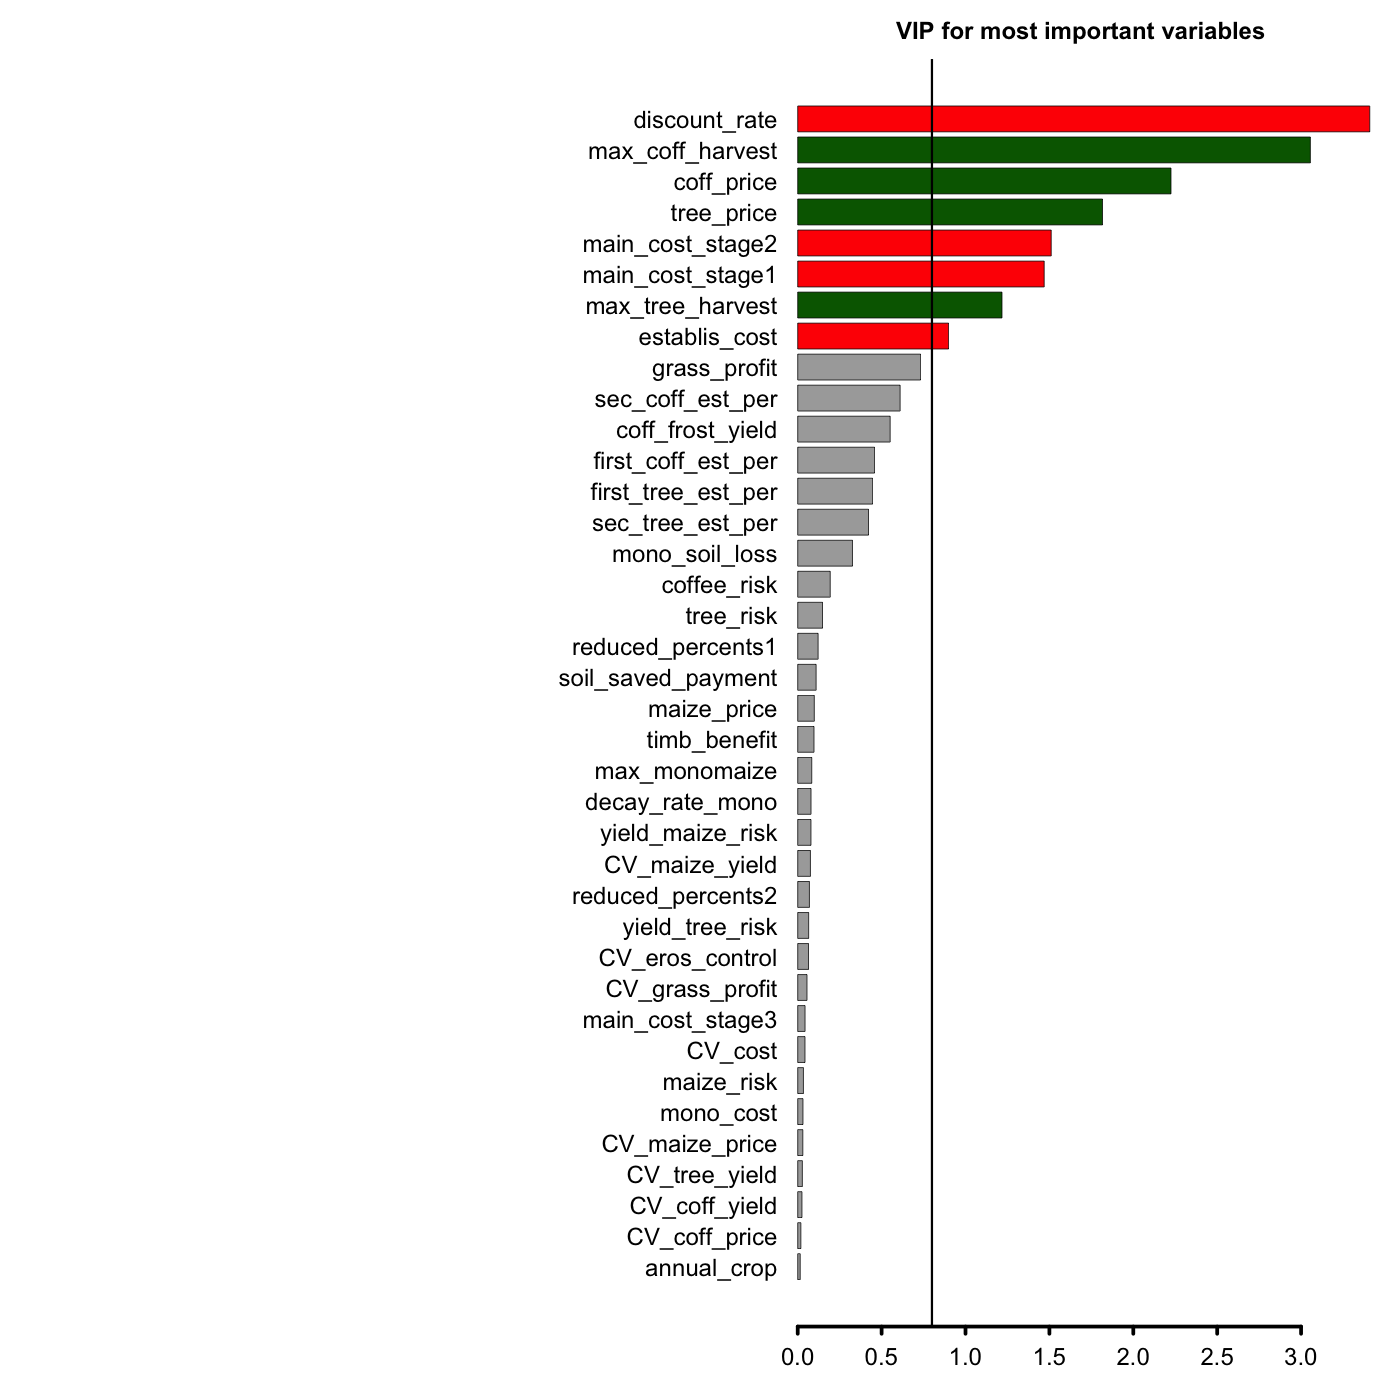 VIP for most important variables
discount_rate
max_coff_harvest
coff_price
tree_price
main_cost_stage2
main_cost_stage1
max_tree_harvest
establis_cost
grass_profit
sec_coff_est_per
coff_frost_yield
first_coff_est_per
first_tree_est_per
sec_tree_est_per
mono_soil_loss
coffee_risk
tree_risk
reduced_percents1
soil_saved_payment
maize_price
timb_benefit
max_monomaize
decay_rate_mono
yield_maize_risk
CV_maize_yield
reduced_percents2
yield_tree_risk
CV_eros_control
CV_grass_profit
main_cost_stage3
CV_cost
maize_risk
mono_cost
CV_maize_price
CV_tree_yield
CV_coff_yield
CV_coff_price
annual_crop
0.0 0.5 1.0 1.5 2.0 2.5 3.0